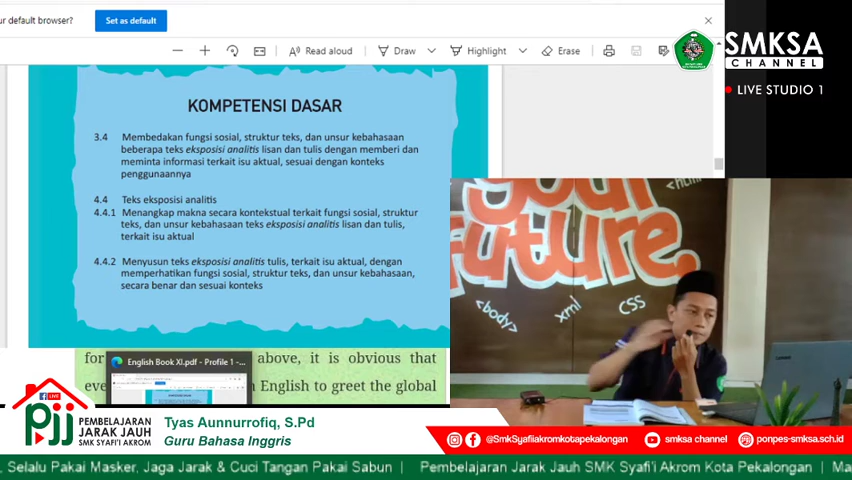 ur default browser?
Set as default
Read aloud
Draw
Highlight
Erase
SMKSA
CHANNEL
LIVE STUDIO 1
KOMPETENSI DASAR
3.4 Membedakan fungsi sosial, struktur teks, dan unsur kebahasaan
beberapa teks eksposisi analitis lisan dan tulis dengan memberi dan
meminta informasi terkait isu aktual, sesuai dengan konteks
penggunaannya
4.4 Teks eksposisi analitis
4.4.1 Menangkap makna secara kontekstual terkait fungsi sosial, struktur
teks, dan unsur kebahasaan teks eksposisi analitis lisan dan tulis,
terkait isu aktual
4.4.2 Menyusun teks eksposisi analitis tulis, terkait isu aktual, dengan
memperhatikan fungsi sosial, struktur teks, dan unsur kebahasaan,
secara benar dan sesuai konteks
your
future.
<html>
<body>
xml
CSS
for
above, it is obvious that
English Book XI.pdf - Profile 1 -...
English to greet the global
LIVE
pjj
PEMBELAJARAN
JARAK JAUH
SMK SYAFI'I AKROM
Tyas Aunnurrofiq, S.Pd
Guru Bahasa Inggris
@SmkSyafiiakromkotapekalongan
smksa channel
ponpes-smksa.sch.id
, Selalu Pakai Masker, Jaga Jarak & Cuci Tangan Pakai Sabun | Pembelajaran Jarak Jauh SMK Syafi'i Akrom Kota Pekalongan | Ma